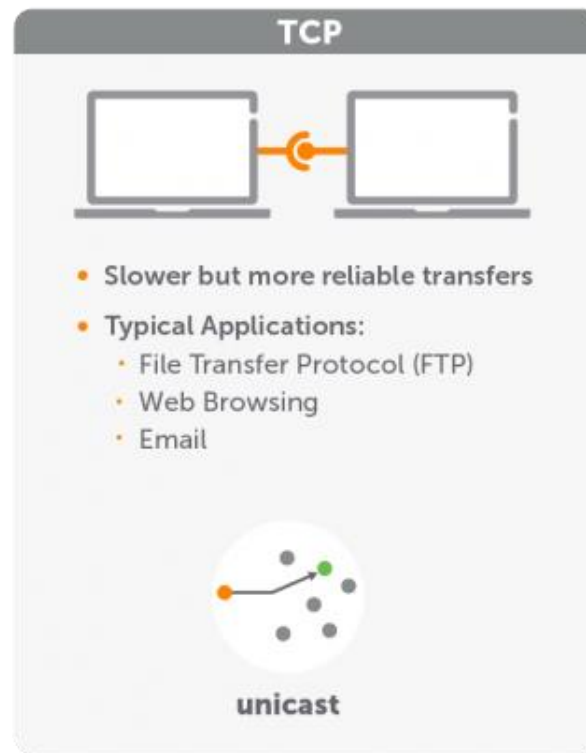 TCP
• Slower but more reliable transfers
• Typical Applications:
· File Transfer Protocol (FTP)
· Web Browsing
· Email
unicast